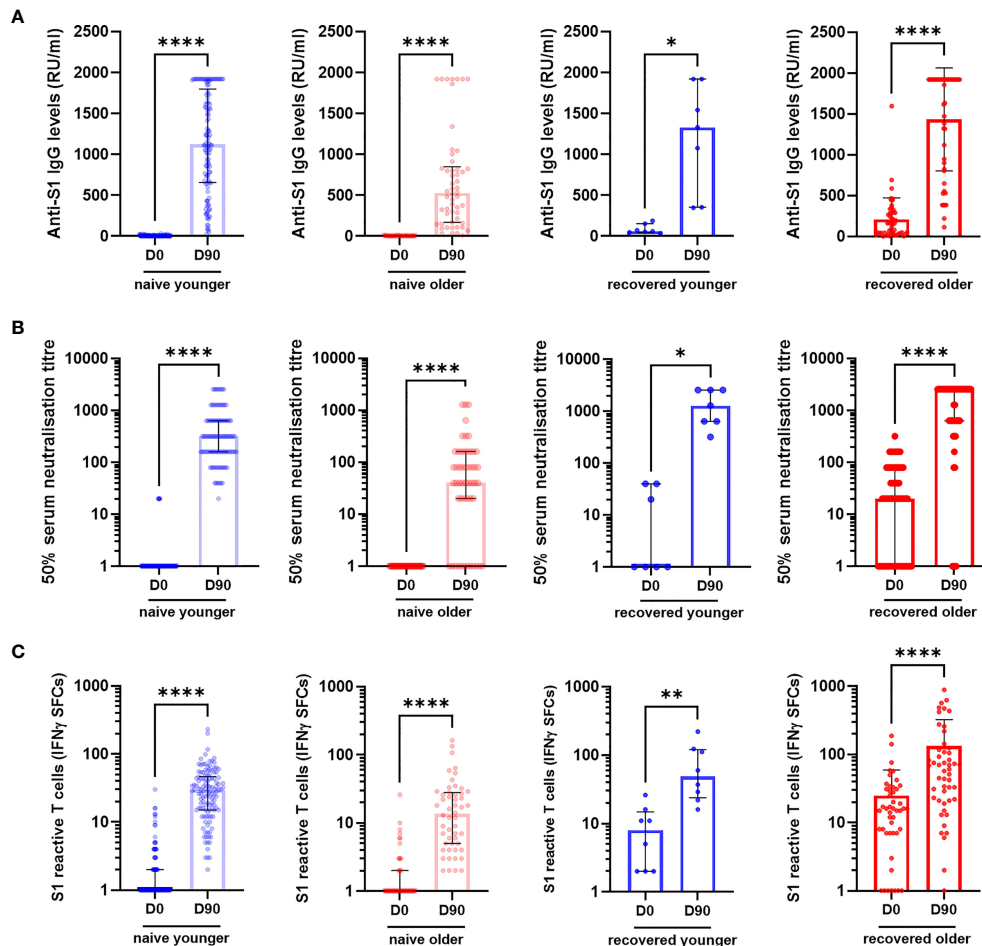 A
Anti-S1 IgG levels (RU/ml)
2500
2000
1500
1000
500
0
****
D0 D90
naive younger
Anti-S1 IgG levels (RU/ml)
2500
2000
1500
1000
500
0
****
D0 D90
naive older
Anti-S1 IgG levels (RU/ml)
2500
2000
1500
1000
500
0
*
D0 D90
recovered younger
Anti-S1 IgG levels (RU/ml)
2500
2000
1500
1000
500
0
****
D0 D90
recovered older
B
50% serum neutralisation titre
10000
1000
100
10
1
****
D0 D90
naive younger
50% serum neutralisation titre
10000
1000
100
10
1
****
D0 D90
naive older
50% serum neutralisation titre
10000
1000
100
10
1
*
D0 D90
recovered younger
50% serum neutralisation titre
10000
1000
100
10
1
****
D0 D90
recovered older
C
S1 reactive T cells (IFNγ SFCs)
1000
100
10
1
****
D0 D90
naive younger
S1 reactive T cells (IFNγ SFCs)
1000
100
10
1
****
D0 D90
naive older
S1 reactive T cells (IFNγ SFCs)
1000
100
10
1
**
D0 D90
recovered younger
S1 reactive T cells (IFNγ SFCs)
1000
100
10
1
****
D0 D90
recovered older